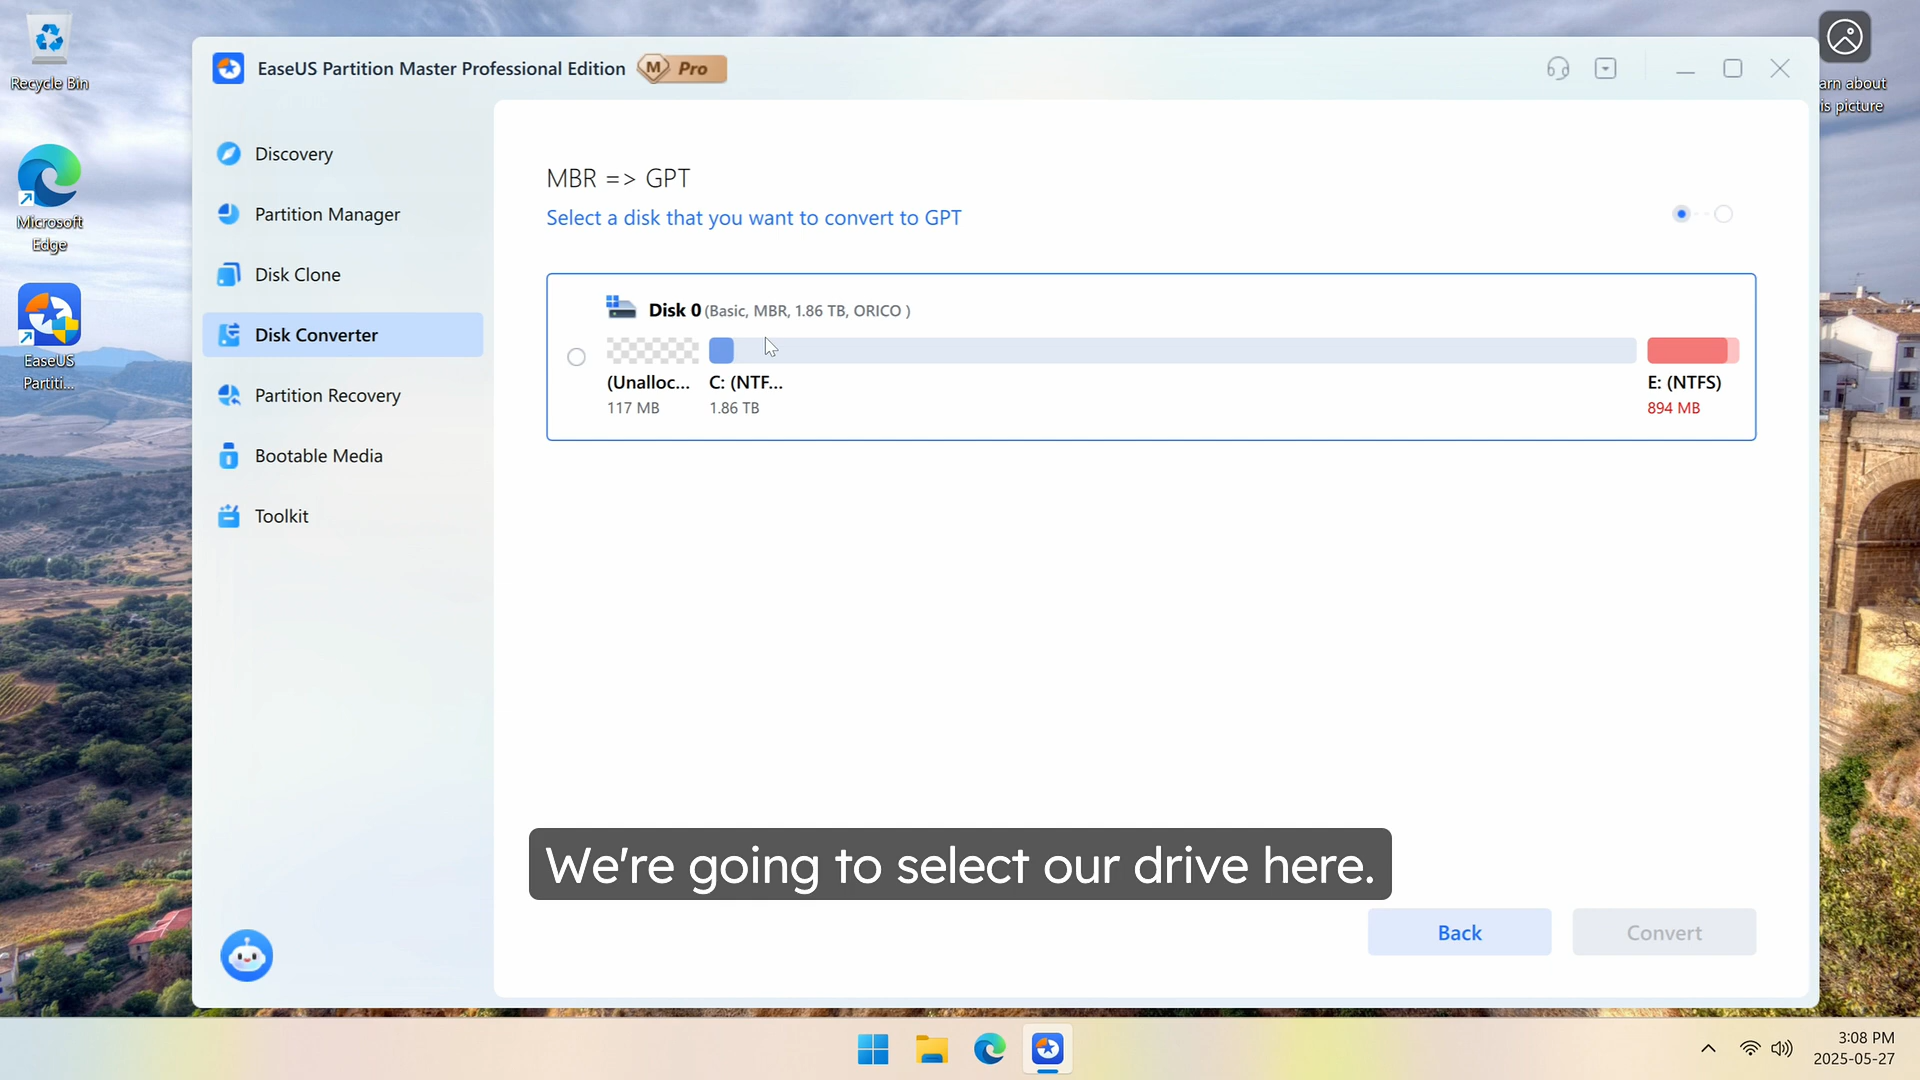 Recycle Bin
Microsoft
Edge
EaseUS
Partiti...
EaseUS Partition Master Professional Edition
M Pro
Discovery
Partition Manager
Disk Clone
Disk Converter
Partition Recovery
Bootable Media
Toolkit
MBR => GPT
Select a disk that you want to convert to GPT
Disk 0 (Basic, MBR, 1.86 TB, ORICO )
(Unalloc... C: (NTF... E: (NTFS)
117 MB 1.86 TB 894 MB
We're going to select our drive here.
Back Convert
arn about
is picture
3:08 PM
2025-05-27